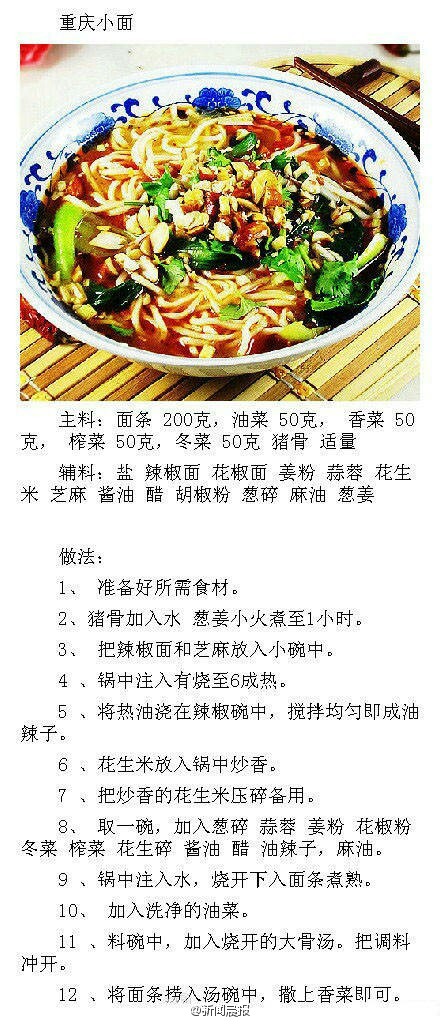 重庆小面
主料：面条 200克，油菜 50克， 香菜 50
克， 榨菜 50克，冬菜 50克 猪骨 适量
辅料：盐 辣椒面 花椒面 姜粉 蒜蓉 花生
米 芝麻 酱油 醋 胡椒粉 葱碎 麻油 葱姜
做法：
1、 准备好所需食材。
2、猪骨加入水 葱姜小火煮至1小时。
3、 把辣椒面和芝麻放入小碗中。
4 、锅中注入有烧至6成热。
5 、将热油浇在辣椒碗中，搅拌均匀即成油
辣子。
6 、花生米放入锅中炒香。
7 、把炒香的花生米压碎备用。
8、 取一碗，加入葱碎 蒜蓉 姜粉 花椒粉
冬菜 榨菜 花生碎 酱油 醋 油辣子，麻油。
9 、锅中注入水，烧开下入面条煮熟。
10、 加入洗净的油菜。
11 、料碗中，加入烧开的大骨汤。把调料
冲开。
12 、将面条捞入汤碗中，撒上香菜即可。
@新闻晨报